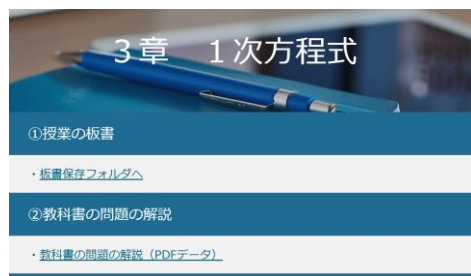 ３章　１次方程式
①授業の板書
・板書保存フォルダへ
②教科書の問題の解説
・教科書の問題の解説（PDFデータ）